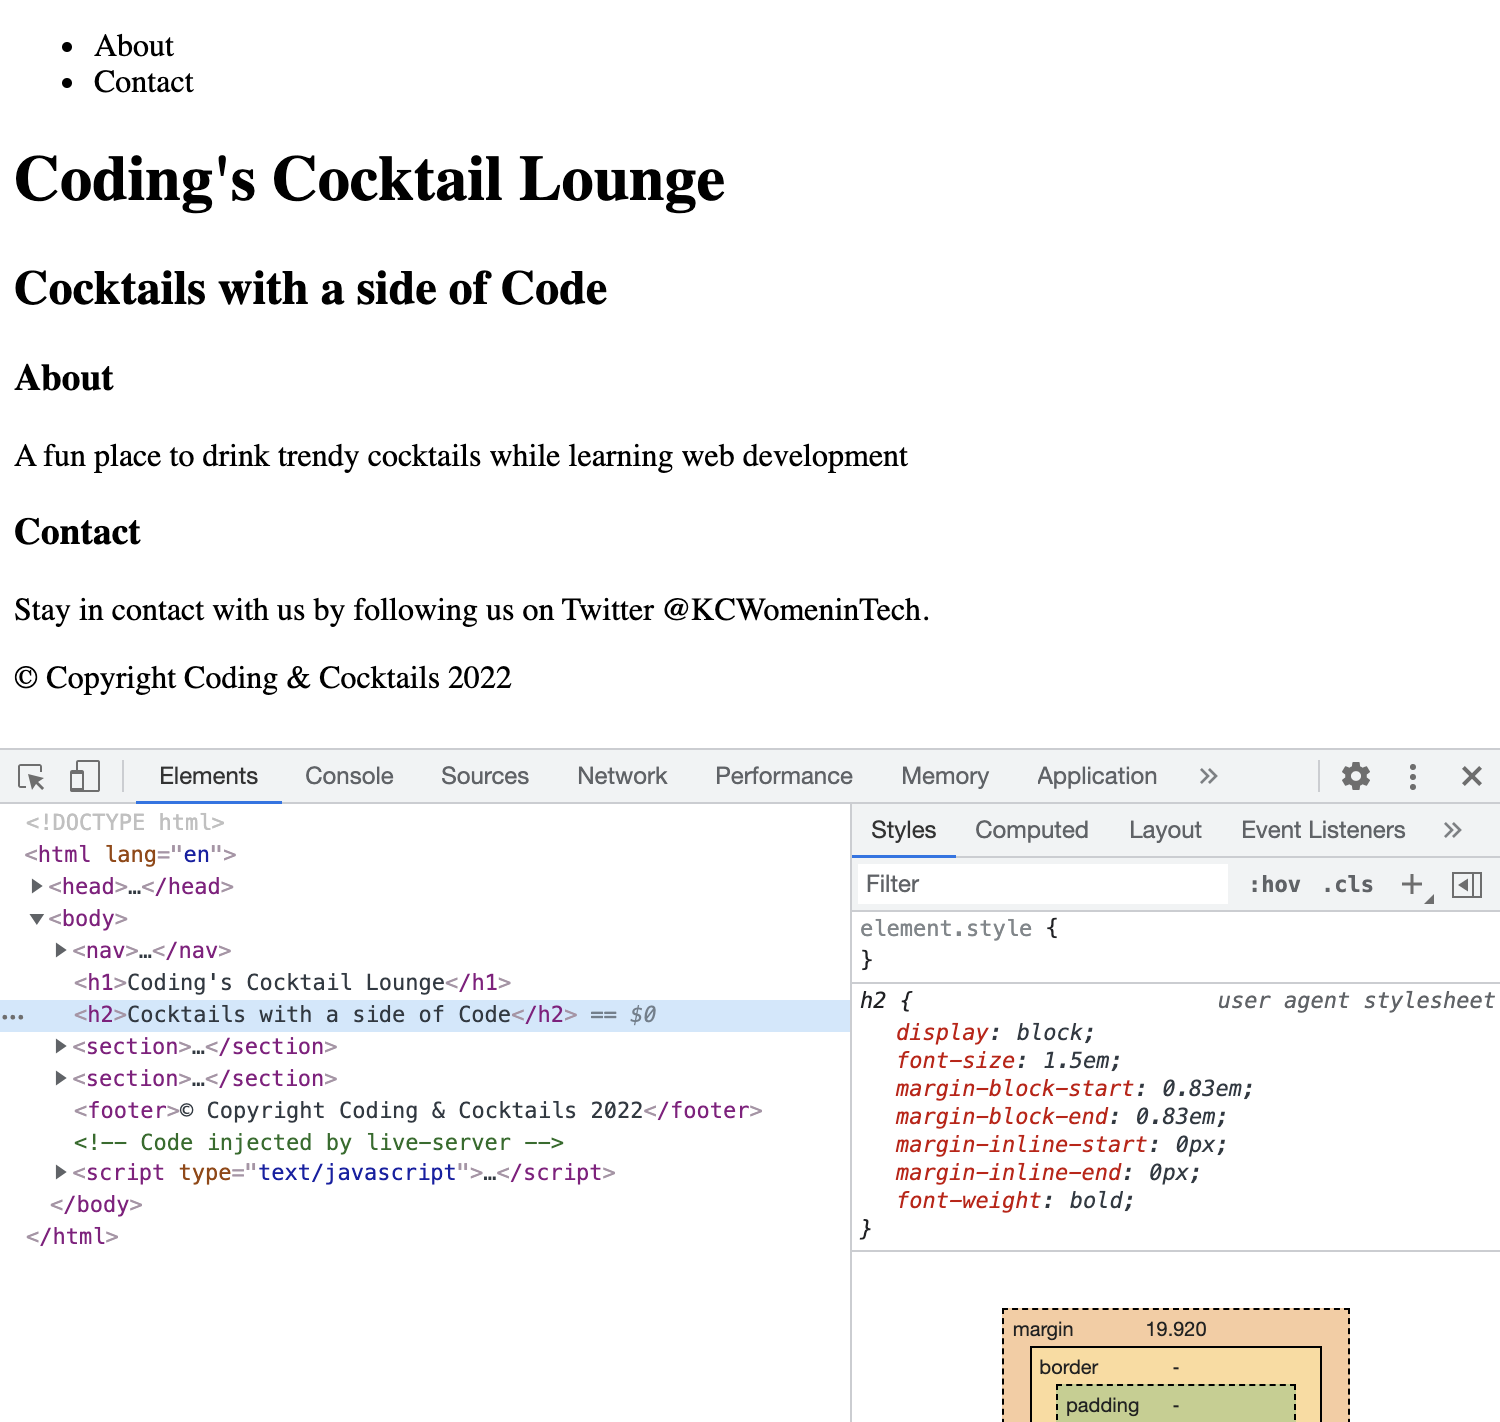 About
Contact
Coding's Cocktail Lounge
Cocktails with a side of Code
About
A fun place to drink trendy cocktails while learning web development
Contact
Stay in contact with us by following us on Twitter @KCWomeninTech.
© Copyright Coding & Cocktails 2022
Elements Console Sources Network Performance Memory Application
<!DOCTYPE html>
<html lang="en">
<head>…</head>
<body>
<nav>…</nav>
<h1>Coding's Cocktail Lounge</h1>
<h2>Cocktails with a side of Code</h2> == $0
<section>…</section>
<section>…</section>
<footer>© Copyright Coding & Cocktails 2022</footer>
<!-- Code injected by live-server -->
<script type="text/javascript">…</script>
</body>
</html>
Styles Computed Layout Event Listeners
Filter :hov .cls
element.style {
}
h2 { user agent stylesheet
display: block;
font-size: 1.5em;
margin-block-start: 0.83em;
margin-block-end: 0.83em;
margin-inline-start: 0px;
margin-inline-end: 0px;
font-weight: bold;
}
margin 19.920
border -
padding -